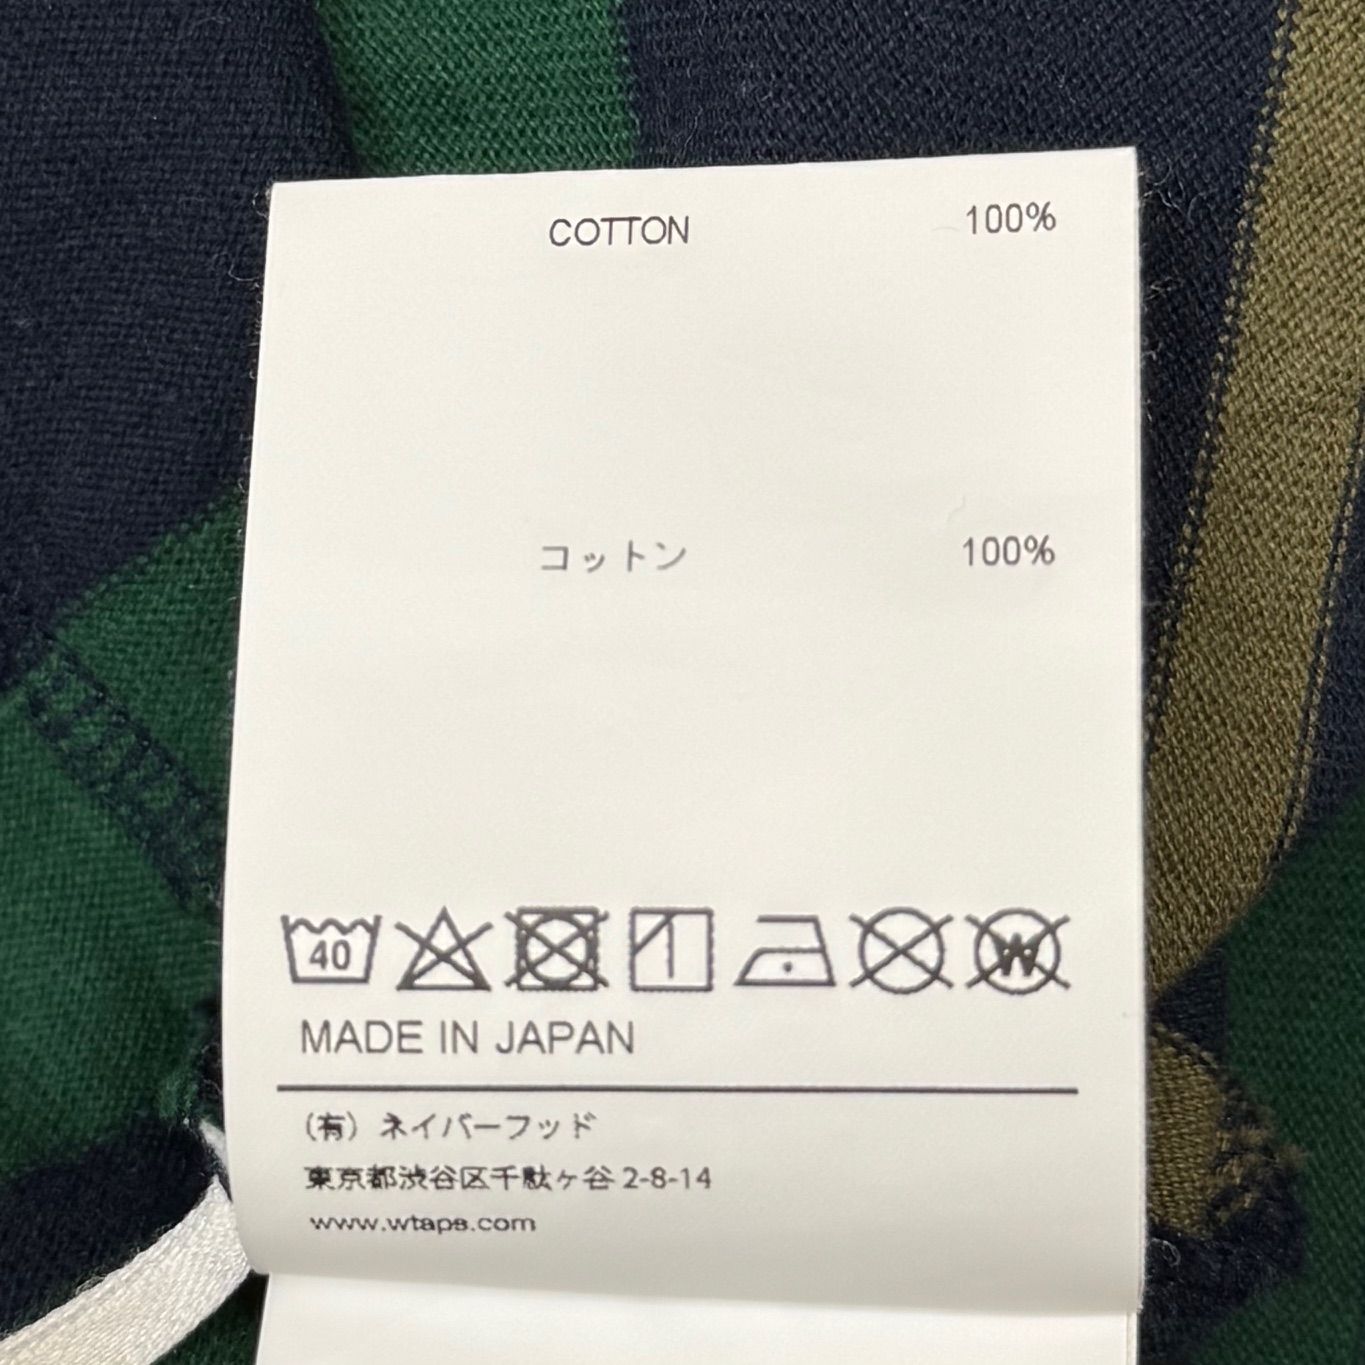 COTTON 100%
コットン 100%
40 W
MADE IN JAPAN
(有) ネイバーフッド
東京都渋谷区千駄ヶ谷 2-8-14
www.wtaps.com